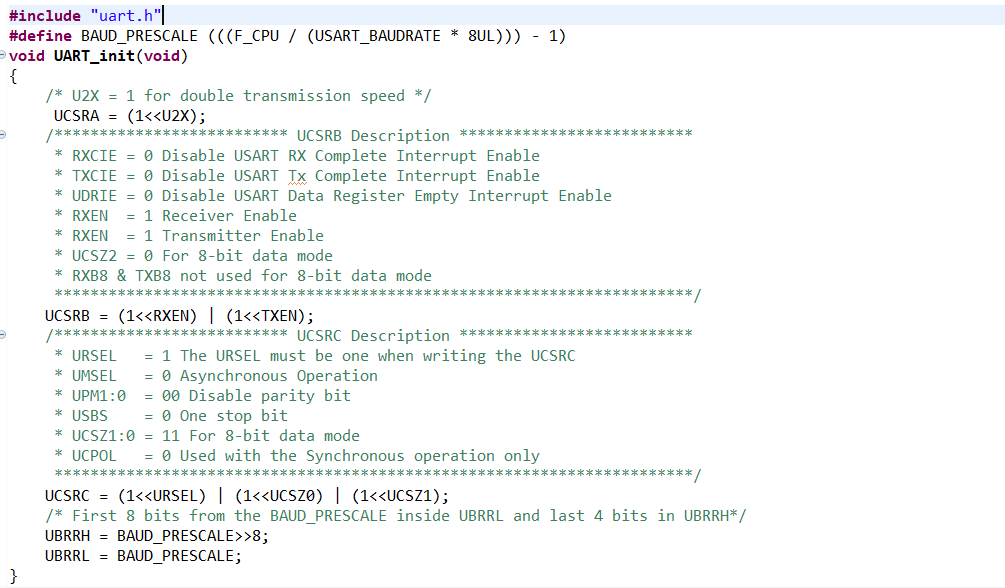 #include "uart.h"
#define BAUD_PRESCALE (((F_CPU / (USART_BAUDRATE * 8UL))) - 1)
void UART_init(void)
{
    /* U2X = 1 for double transmission speed */
     UCSRA = (1<<U2X);
    /************************** UCSRB Description **************************
     * RXCIE = 0 Disable USART RX Complete Interrupt Enable
     * TXCIE = 0 Disable USART Tx Complete Interrupt Enable
     * UDRIE = 0 Disable USART Data Register Empty Interrupt Enable
     * RXEN  = 1 Receiver Enable
     * RXEN  = 1 Transmitter Enable
     * UCSZ2 = 0 For 8-bit data mode
     * RXB8 & TXB8 not used for 8-bit data mode
     ***********************************************************************/
    UCSRB = (1<<RXEN) | (1<<TXEN);
    /************************** UCSRC Description **************************
     * URSEL   = 1 The URSEL must be one when writing the UCSRC
     * UMSEL   = 0 Asynchronous Operation
     * UPM1:0  = 00 Disable parity bit
     * USBS    = 0 One stop bit
     * UCSZ1:0 = 11 For 8-bit data mode
     * UCPOL   = 0 Used with the Synchronous operation only
     ***********************************************************************/
    UCSRC = (1<<URSEL) | (1<<UCSZ0) | (1<<UCSZ1);
    /* First 8 bits from the BAUD_PRESCALE inside UBRRL and last 4 bits in UBRRH*/
    UBRRH = BAUD_PRESCALE>>8;
    UBRRL = BAUD_PRESCALE;
}